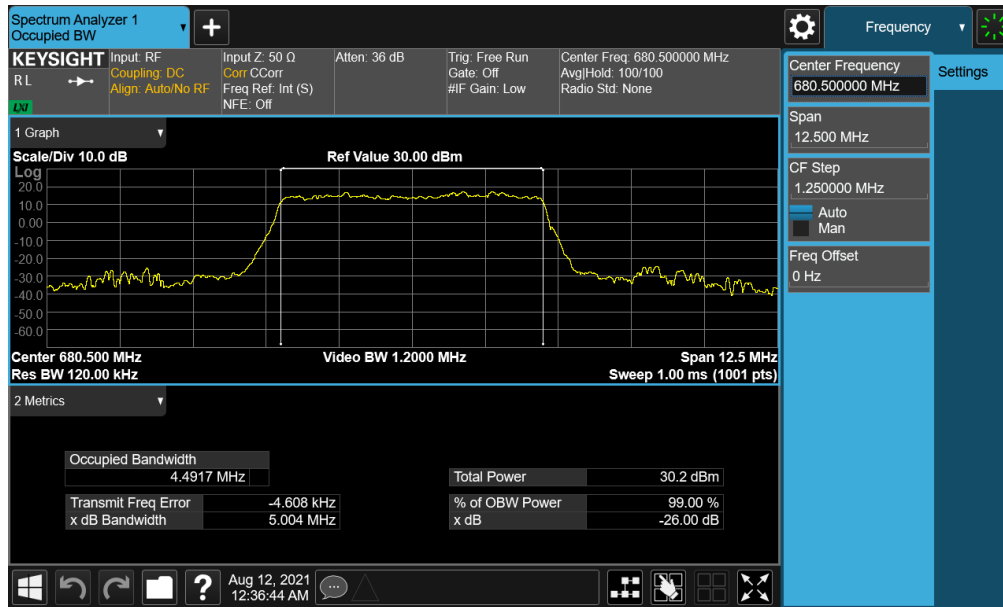 Spectrum Analyzer 1
Occupied BW
Frequency
KEYSIGHT
R L
LXI
Input: RF
Coupling: DC
Align: Auto/No RF
Input Z: 50 Ω
Corr CCorr
Freq Ref: Int (S)
NFE: Off
Atten: 36 dB
Trig: Free Run
Gate: Off
#IF Gain: Low
Center Freq: 680.500000 MHz
Avg|Hold: 100/100
Radio Std: None
1 Graph
Scale/Div 10.0 dB
Ref Value 30.00 dBm
Log
20.0
10.0
0.00
-10.0
-20.0
-30.0
-40.0
-50.0
-60.0
Center 680.500 MHz
Video BW 1.2000 MHz
Span 12.5 MHz
Res BW 120.00 kHz
Sweep 1.00 ms (1001 pts)
2 Metrics
Occupied Bandwidth
4.4917 MHz
Total Power 30.2 dBm
Transmit Freq Error -4.608 kHz
% of OBW Power 99.00 %
x dB Bandwidth 5.004 MHz
x dB -26.00 dB
Center Frequency
680.500000 MHz
Settings
Span
12.500 MHz
CF Step
1.250000 MHz
Auto
Man
Freq Offset
0 Hz
?
Aug 12, 2021
12:36:44 AM